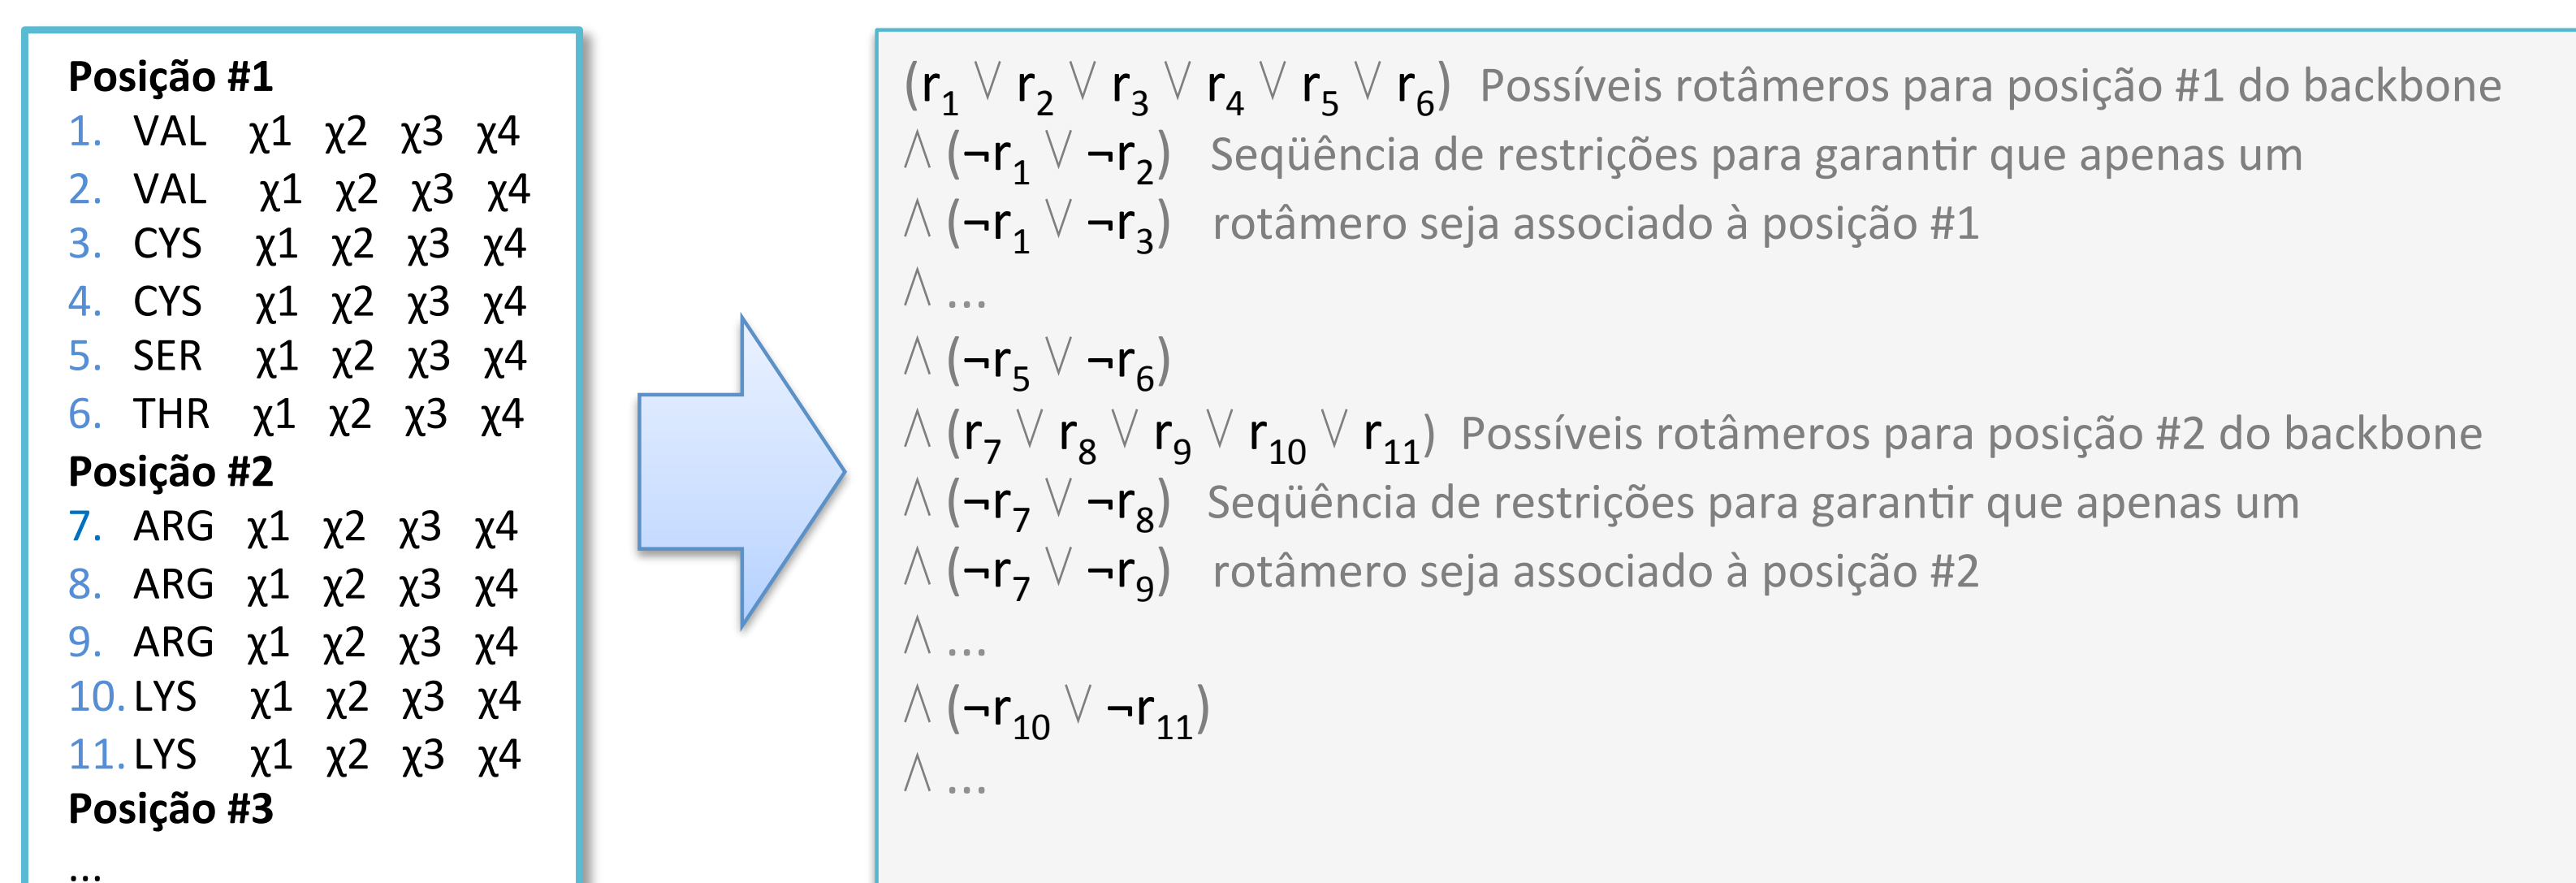 Posição #1
1. VAL χ1 χ2 χ3 χ4
2. VAL χ1 χ2 χ3 χ4
3. CYS χ1 χ2 χ3 χ4
4. CYS χ1 χ2 χ3 χ4
5. SER χ1 χ2 χ3 χ4
6. THR χ1 χ2 χ3 χ4
Posição #2
7. ARG χ1 χ2 χ3 χ4
8. ARG χ1 χ2 χ3 χ4
9. ARG χ1 χ2 χ3 χ4
10. LYS χ1 χ2 χ3 χ4
11. LYS χ1 χ2 χ3 χ4
Posição #3
...
(r₁ ∨ r₂ ∨ r₃ ∨ r₄ ∨ r₅ ∨ r₆) Possíveis rotâmeros para posição #1 do backbone
∧ (¬r₁ ∨ ¬r₂) Seqüência de restrições para garantir que apenas um
∧ (¬r₁ ∨ ¬r₃) rotâmero seja associado à posição #1
∧ ...
∧ (¬r₅ ∨ ¬r₆)
∧ (r₇ ∨ r₈ ∨ r₉ ∨ r₁₀ ∨ r₁₁) Possíveis rotâmeros para posição #2 do backbone
∧ (¬r₇ ∨ ¬r₈) Seqüência de restrições para garantir que apenas um
∧ (¬r₇ ∨ ¬r₉) rotâmero seja associado à posição #2
∧ ...
∧ (¬r₁₀ ∨ ¬r₁₁)
∧ ...